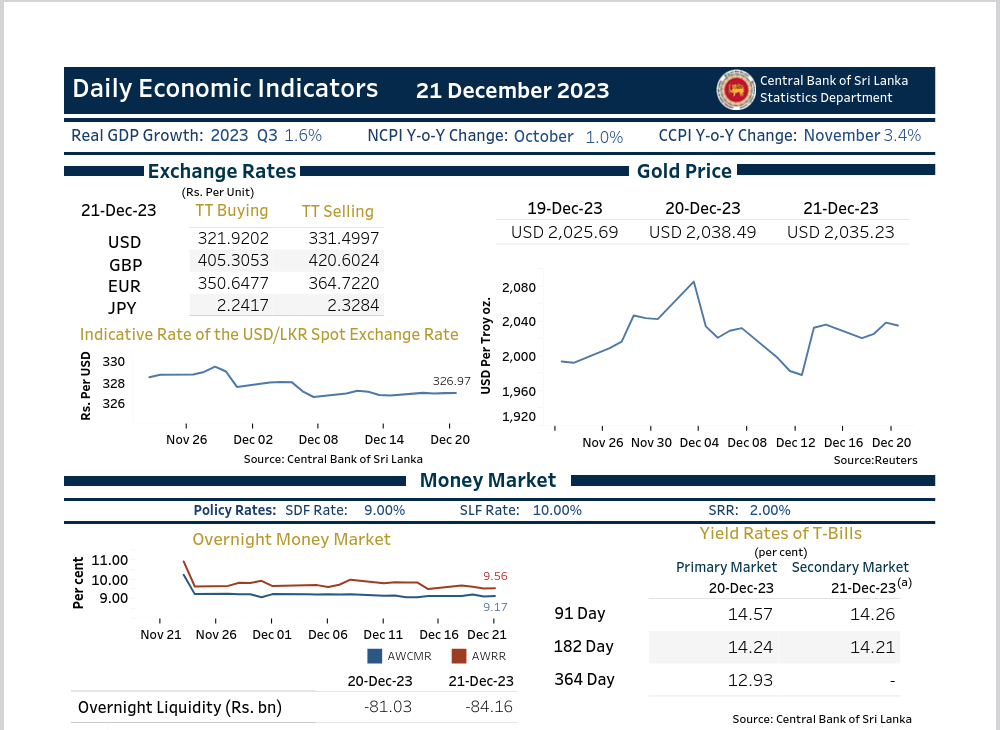 Daily Economic Indicators 21 December 2023
Central Bank of Sri Lanka
Statistics Department
Real GDP Growth: 2023 Q3 1.6% NCPI Y-o-Y Change: October 1.0% CCPI Y-o-Y Change: November 3.4%
Exchange Rates
(Rs. Per Unit)
21-Dec-23 TT Buying TT Selling
USD 321.9202 331.4997
GBP 405.3053 420.6024
EUR 350.6477 364.7220
JPY 2.2417 2.3284
Indicative Rate of the USD/LKR Spot Exchange Rate
Rs. Per USD
330
328
326
326.97
Nov 26 Dec 02 Dec 08 Dec 14 Dec 20
Source: Central Bank of Sri Lanka
Gold Price
19-Dec-23 20-Dec-23 21-Dec-23
USD 2,025.69 USD 2,038.49 USD 2,035.23
USD Per Troy oz.
2,080
2,040
2,000
1,960
1,920
Nov 26 Nov 30 Dec 04 Dec 08 Dec 12 Dec 16 Dec 20
Source:Reuters
Money Market
Policy Rates: SDF Rate: 9.00% SLF Rate: 10.00% SRR: 2.00%
Overnight Money Market
Per cent
11.00
10.00
9.00
9.56
9.17
Nov 21 Nov 26 Dec 01 Dec 06 Dec 11 Dec 16 Dec 21
AWCMR AWRR
20-Dec-23 21-Dec-23
Overnight Liquidity (Rs. bn) -81.03 -84.16
Yield Rates of T-Bills
(per cent)
Primary Market Secondary Market
20-Dec-23 21-Dec-23(a)
91 Day 14.57 14.26
182 Day 14.24 14.21
364 Day 12.93 -
Source: Central Bank of Sri Lanka